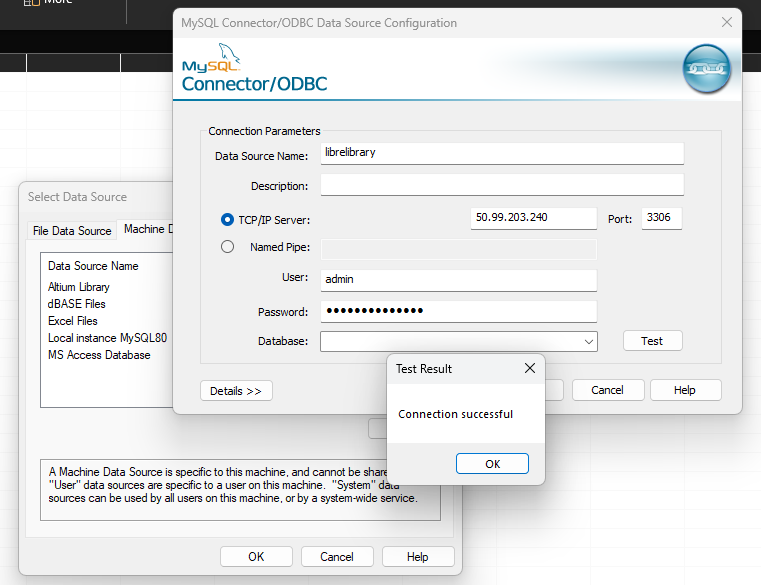 More
MySQL Connector/ODBC Data Source Configuration
MySQL
Connector/ODBC
Connection Parameters
Data Source Name: librelibrary
Description:
TCP/IP Server: 50.99.203.240 Port: 3306
Named Pipe:
User: admin
Password: ••••••••••••••
Database: Test
Details >> Cancel Help
Test Result
Connection successful
OK
Select Data Source
File Data Source Machine D
Data Source Name
Altium Library
dBASE Files
Excel Files
Local instance MySQL80
MS Access Database
A Machine Data Source is specific to this machine, and cannot be share
"User" data sources are specific to a user on this machine. "System" data
sources can be used by all users on this machine, or by a system-wide service.
OK Cancel Help